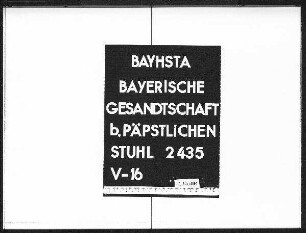 BAYHSTA
BAYERISCHE
GESANDTSCHAFT
b. PÄPSTLICHEN
STUHL 2435
V-16